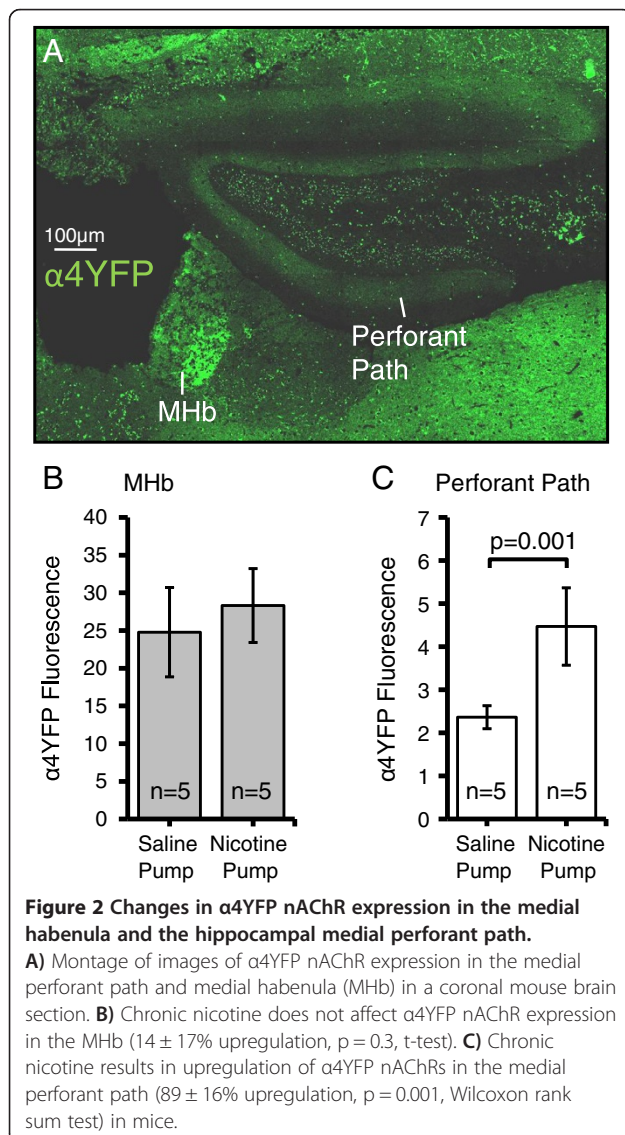 A
100µm
α4YFP
MHb
Perforant
Path
B
MHb
α4YFP Fluorescence
40
35
30
25
20
15
10
5
0
n=5
n=5
Saline
Pump
Nicotine
Pump
C
Perforant Path
α4YFP Fluorescence
7
6
5
4
3
2
1
0
p=0.001
n=5
n=5
Saline
Pump
Nicotine
Pump
Figure 2 Changes in α4YFP nAChR expression in the medial
habenula and the hippocampal medial perforant path.
A) Montage of images of α4YFP nAChR expression in the medial
perforant path and medial habenula (MHb) in a coronal mouse brain
section. B) Chronic nicotine does not affect α4YFP nAChR expression
in the MHb (14 ± 17% upregulation, p = 0.3, t-test). C) Chronic
nicotine results in upregulation of α4YFP nAChRs in the medial
perforant path (89 ± 16% upregulation, p = 0.001, Wilcoxon rank
sum test) in mice.